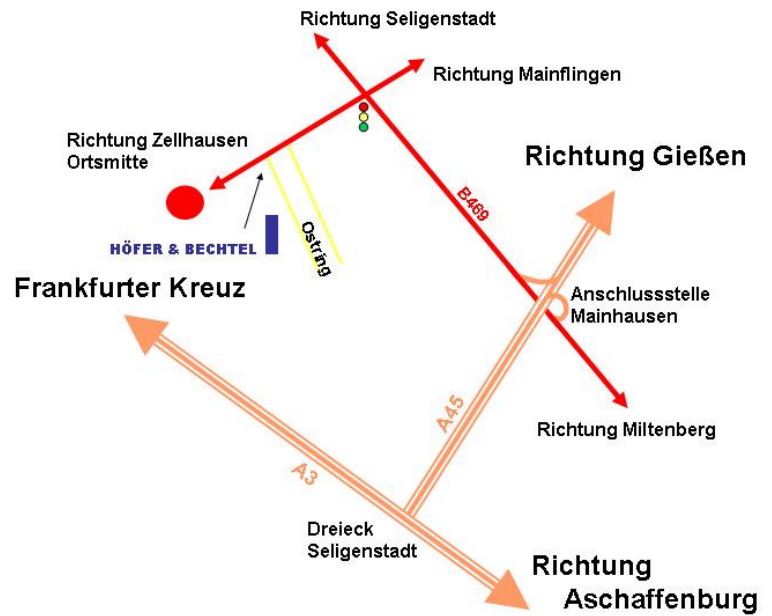 Richtung Seligenstadt
Richtung Mainflingen
Richtung Zellhausen
Ortsmitte
Richtung Gießen
B469
Ostring
HÖFER & BECHTEL
Frankfurter Kreuz
Anschlussstelle
Mainhausen
A45
Richtung Miltenberg
A3
Dreieck
Seligenstadt
Richtung
Aschaffenburg